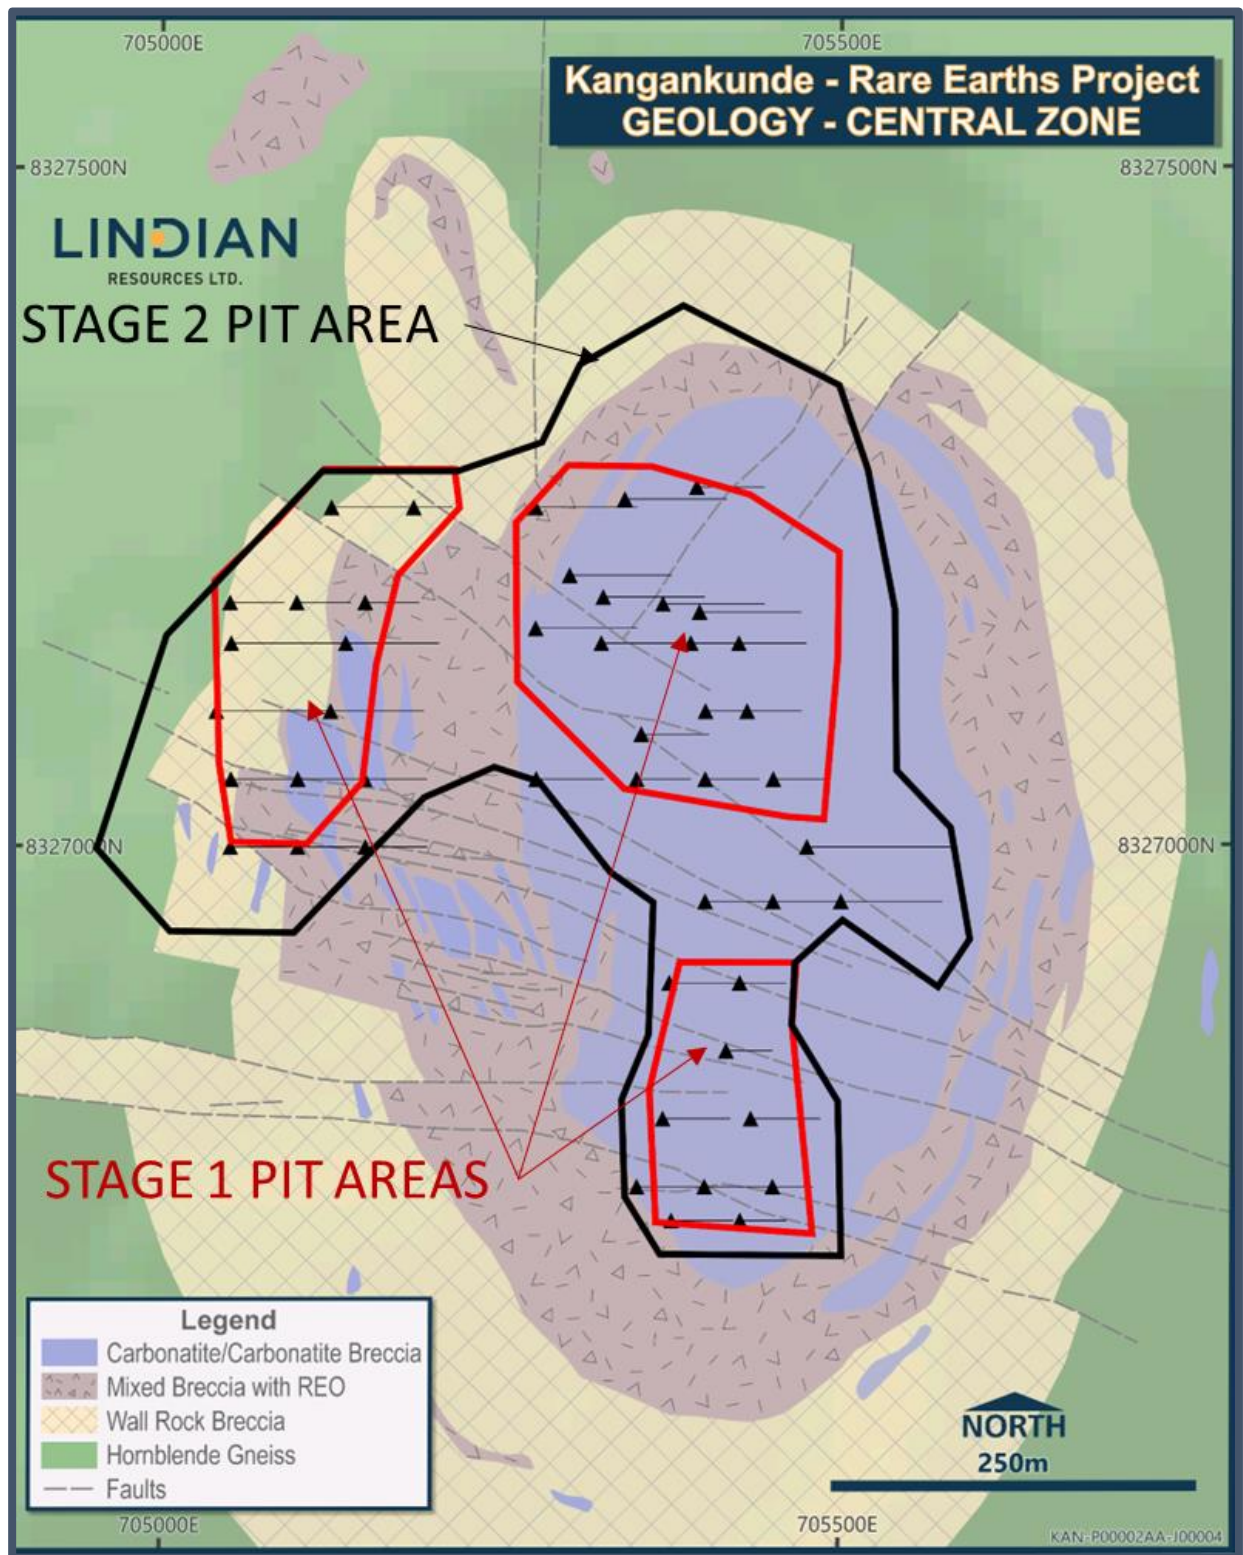 705000E
705500E
Kangankunde - Rare Earths Project
GEOLOGY - CENTRAL ZONE
8327500N
8327500N
LINDIAN
RESOURCES LTD.
STAGE 2 PIT AREA
8327000N
8327000N
STAGE 1 PIT AREAS
Legend
Carbonatite/Carbonatite Breccia
Mixed Breccia with REO
Wall Rock Breccia
Hornblende Gneiss
Faults
NORTH
250m
705000E
705500E
KAN-P00002AA-J00004